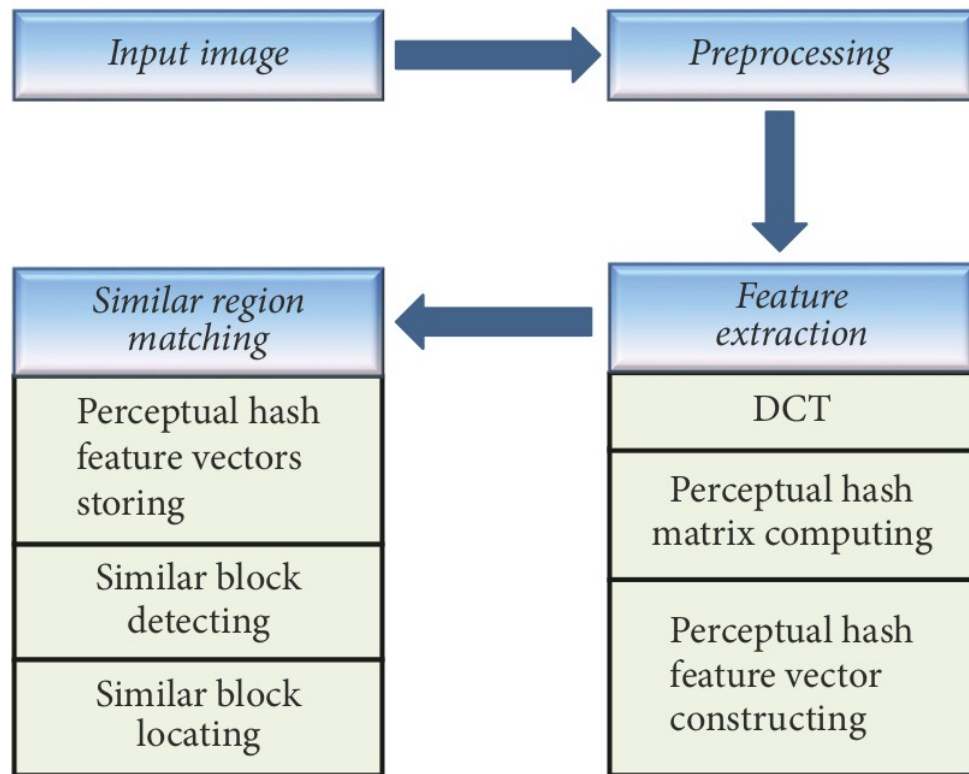 Input image
Preprocessing
Similar region
matching
Perceptual hash
feature vectors
storing
Similar block
detecting
Similar block
locating
Feature
extraction
DCT
Perceptual hash
matrix computing
Perceptual hash
feature vector
constructing